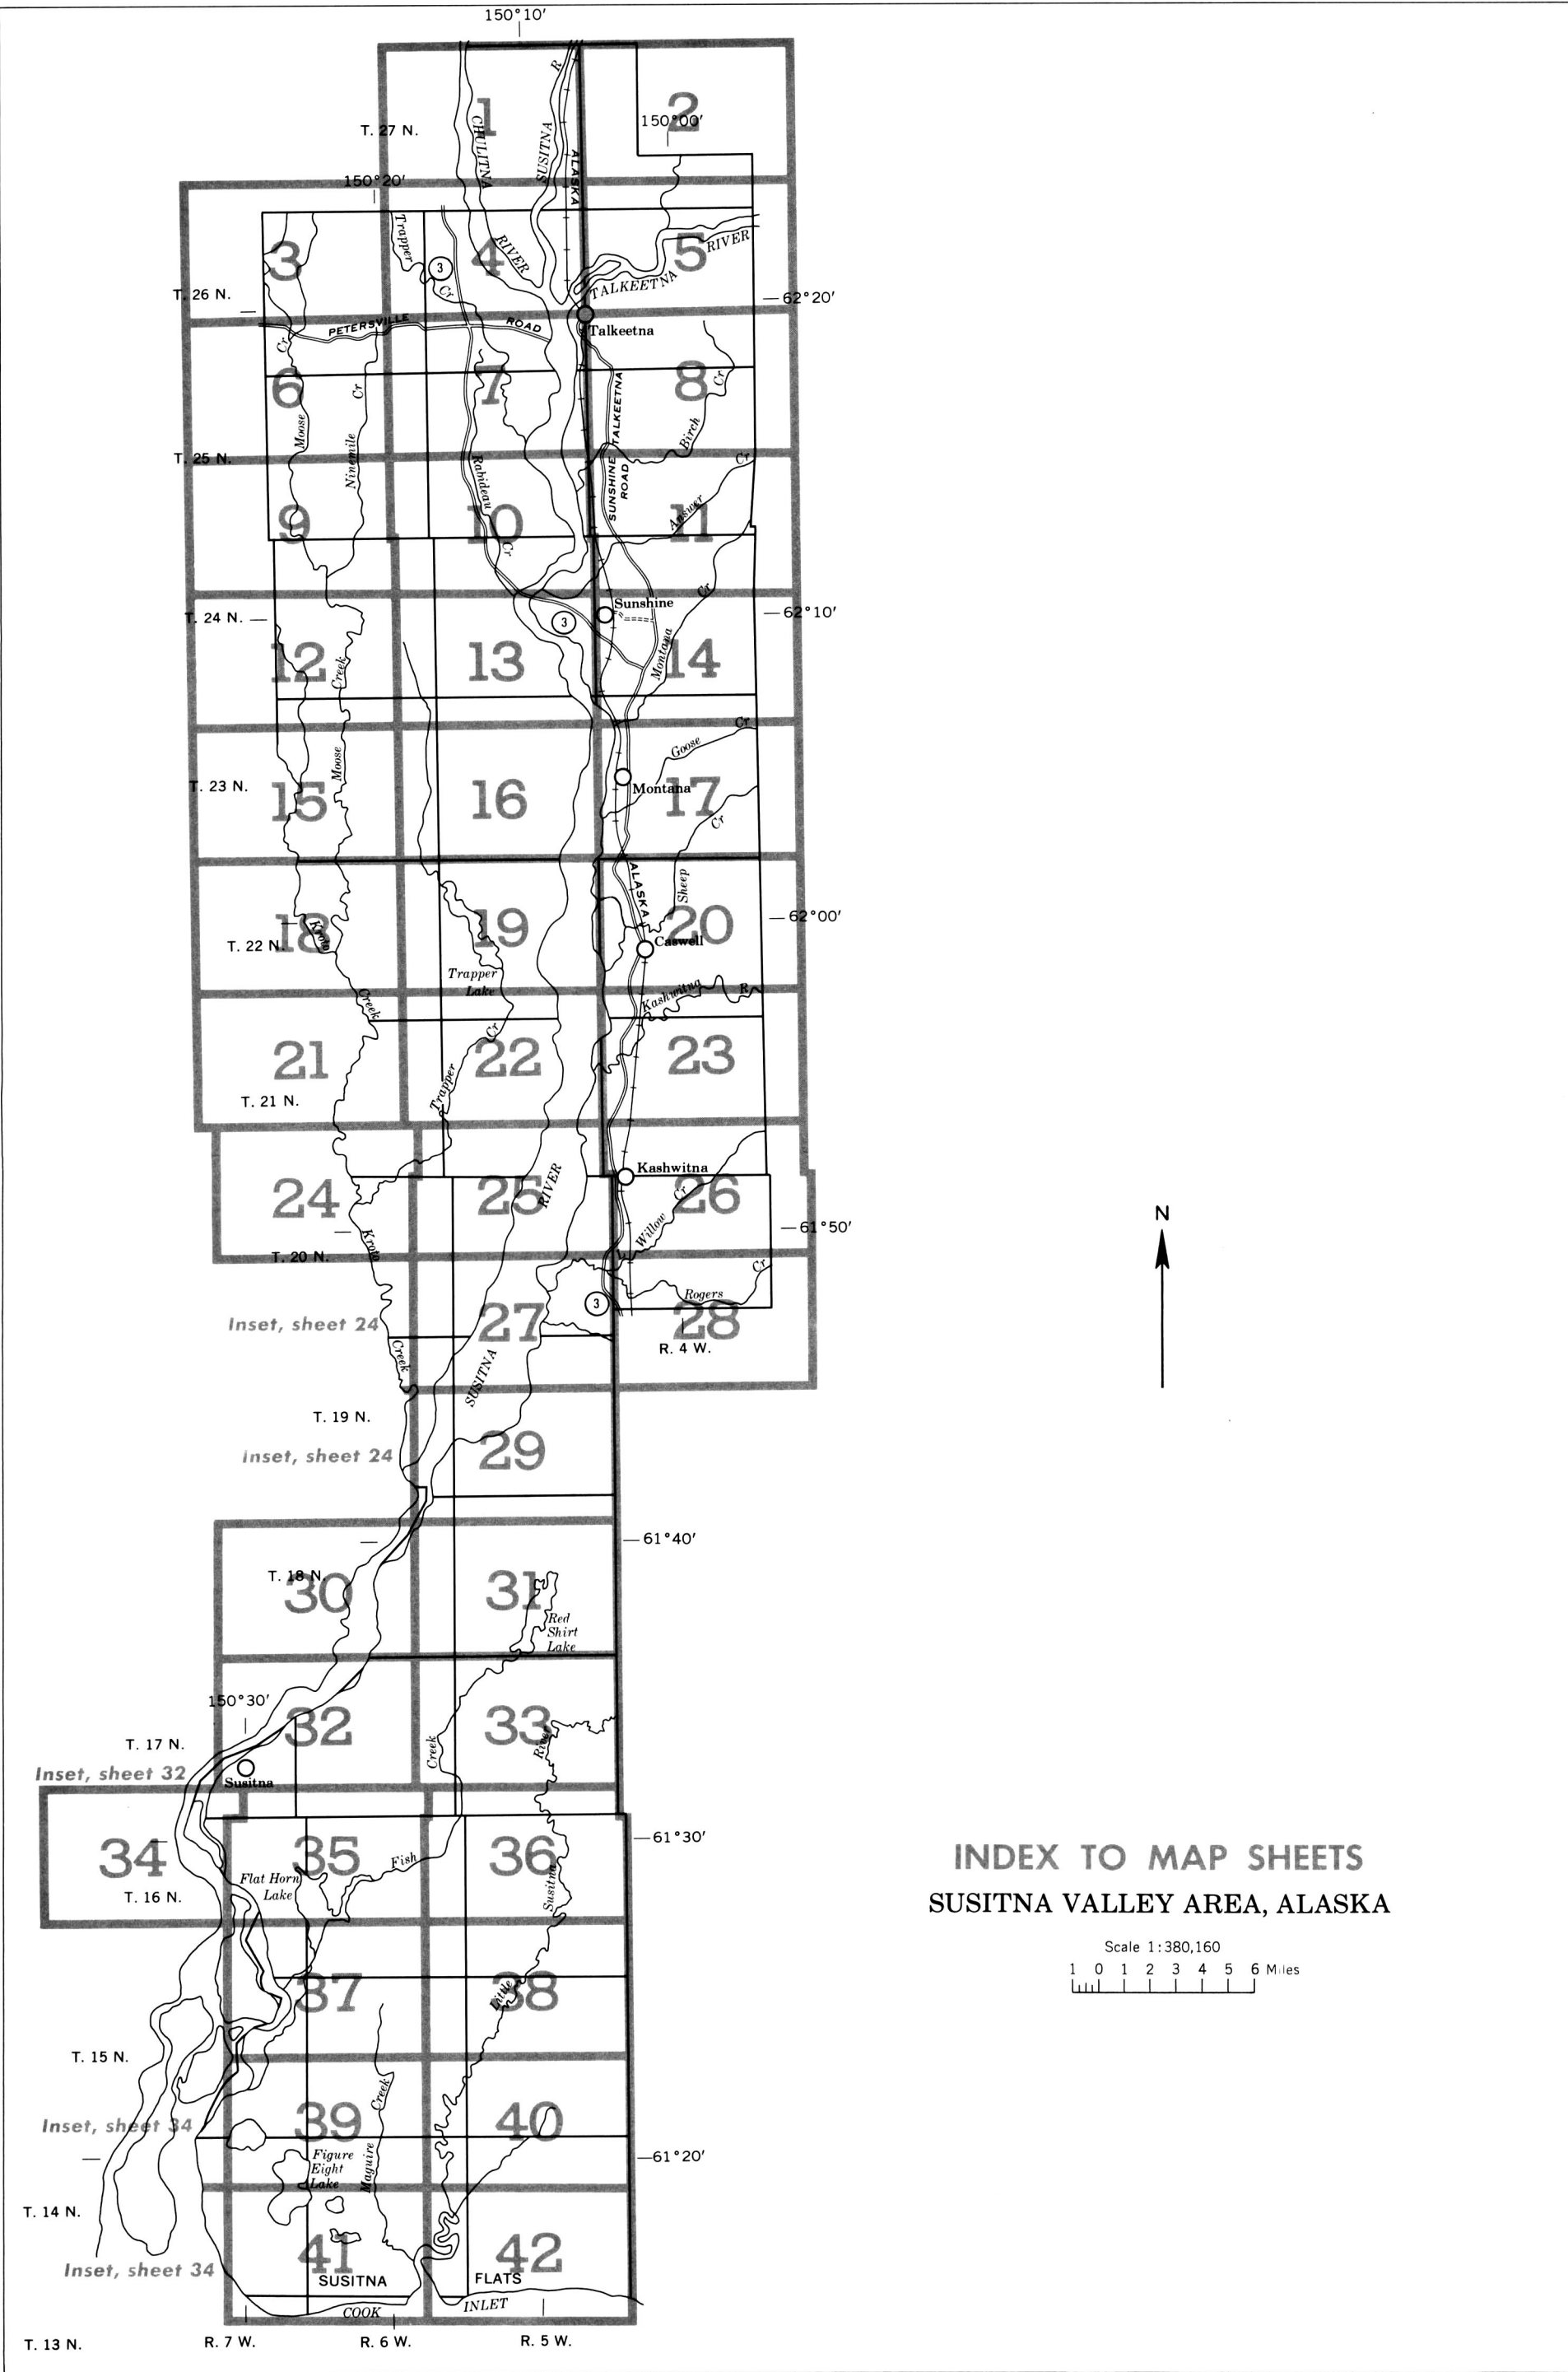 150°10'
1
2
150°00'
T. 27 N.
CHULITNA
RIVER
SUSITNA
R
ALASKA
150°20'
Trapper
Cr
3
3
4
5
RIVER
TALKEETNA
T. 26 N.
62°20'
PETERSVILLE
ROAD
Talkeetna
Cr
6
7
8
Cr
Moose
Ninemile
Cr
SUNSHINE TALKEETNA
ROAD
Birch
T. 25 N.
Rabideau
Cr
Cr
Answer
9
10
11
Cr
Sunshine
T. 24 N.
62°10'
3
12
13
14
Creek
Montana
Cr
Goose
Moose
Montana
T. 23 N.
15
16
17
Cr
ALASKA
Sheep
62°00'
18
19
20
Kroto
T. 22 N.
Caswell
Trapper
Lake
Kashwitna
R
Creek
Cr
21
22
23
Trapper
T. 21 N.
Kashwitna
24
25
26
RIVER
Cr
Willow
61°50'
Kroto
T. 20 N.
Cr
Rogers
Inset, sheet 24
27
3
28
Creek
R. 4 W.
SUSITNA
T. 19 N.
Inset, sheet 24
29
61°40'
T. 18 N.
30
31
Red
Shirt
Lake
150°30'
32
33
T. 17 N.
Creek
River
Inset, sheet 32
Susitna
61°30'
34
35
36
Fish
Flat Horn
Lake
T. 16 N.
Susitna
37
38
Little
T. 15 N.
Creek
39
40
Inset, sheet 34
Figure
Eight
Lake
Maguire
61°20'
T. 14 N.
41
42
Inset, sheet 34
SUSITNA
FLATS
COOK
INLET
T. 13 N.
R. 7 W.
R. 6 W.
R. 5 W.
N
INDEX TO MAP SHEETS
SUSITNA VALLEY AREA, ALASKA
Scale 1:380,160
1 0 1 2 3 4 5 6 Miles